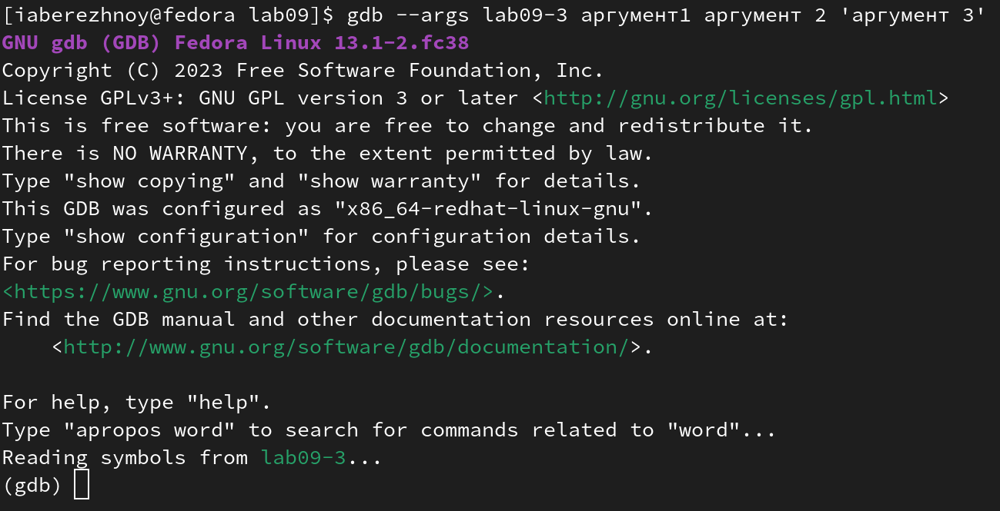 [iaberezhnoy@fedora lab09]$ gdb --args lab09-3 аргумент1 аргумент 2 'аргумент 3'
GNU gdb (GDB) Fedora Linux 13.1-2.fc38
Copyright (C) 2023 Free Software Foundation, Inc.
License GPLv3+: GNU GPL version 3 or later <http://gnu.org/licenses/gpl.html>
This is free software: you are free to change and redistribute it.
There is NO WARRANTY, to the extent permitted by law.
Type "show copying" and "show warranty" for details.
This GDB was configured as "x86_64-redhat-linux-gnu".
Type "show configuration" for configuration details.
For bug reporting instructions, please see:
<https://www.gnu.org/software/gdb/bugs/>.
Find the GDB manual and other documentation resources online at:
    <http://www.gnu.org/software/gdb/documentation/>.

For help, type "help".
Type "apropos word" to search for commands related to "word"...
Reading symbols from lab09-3...
(gdb)